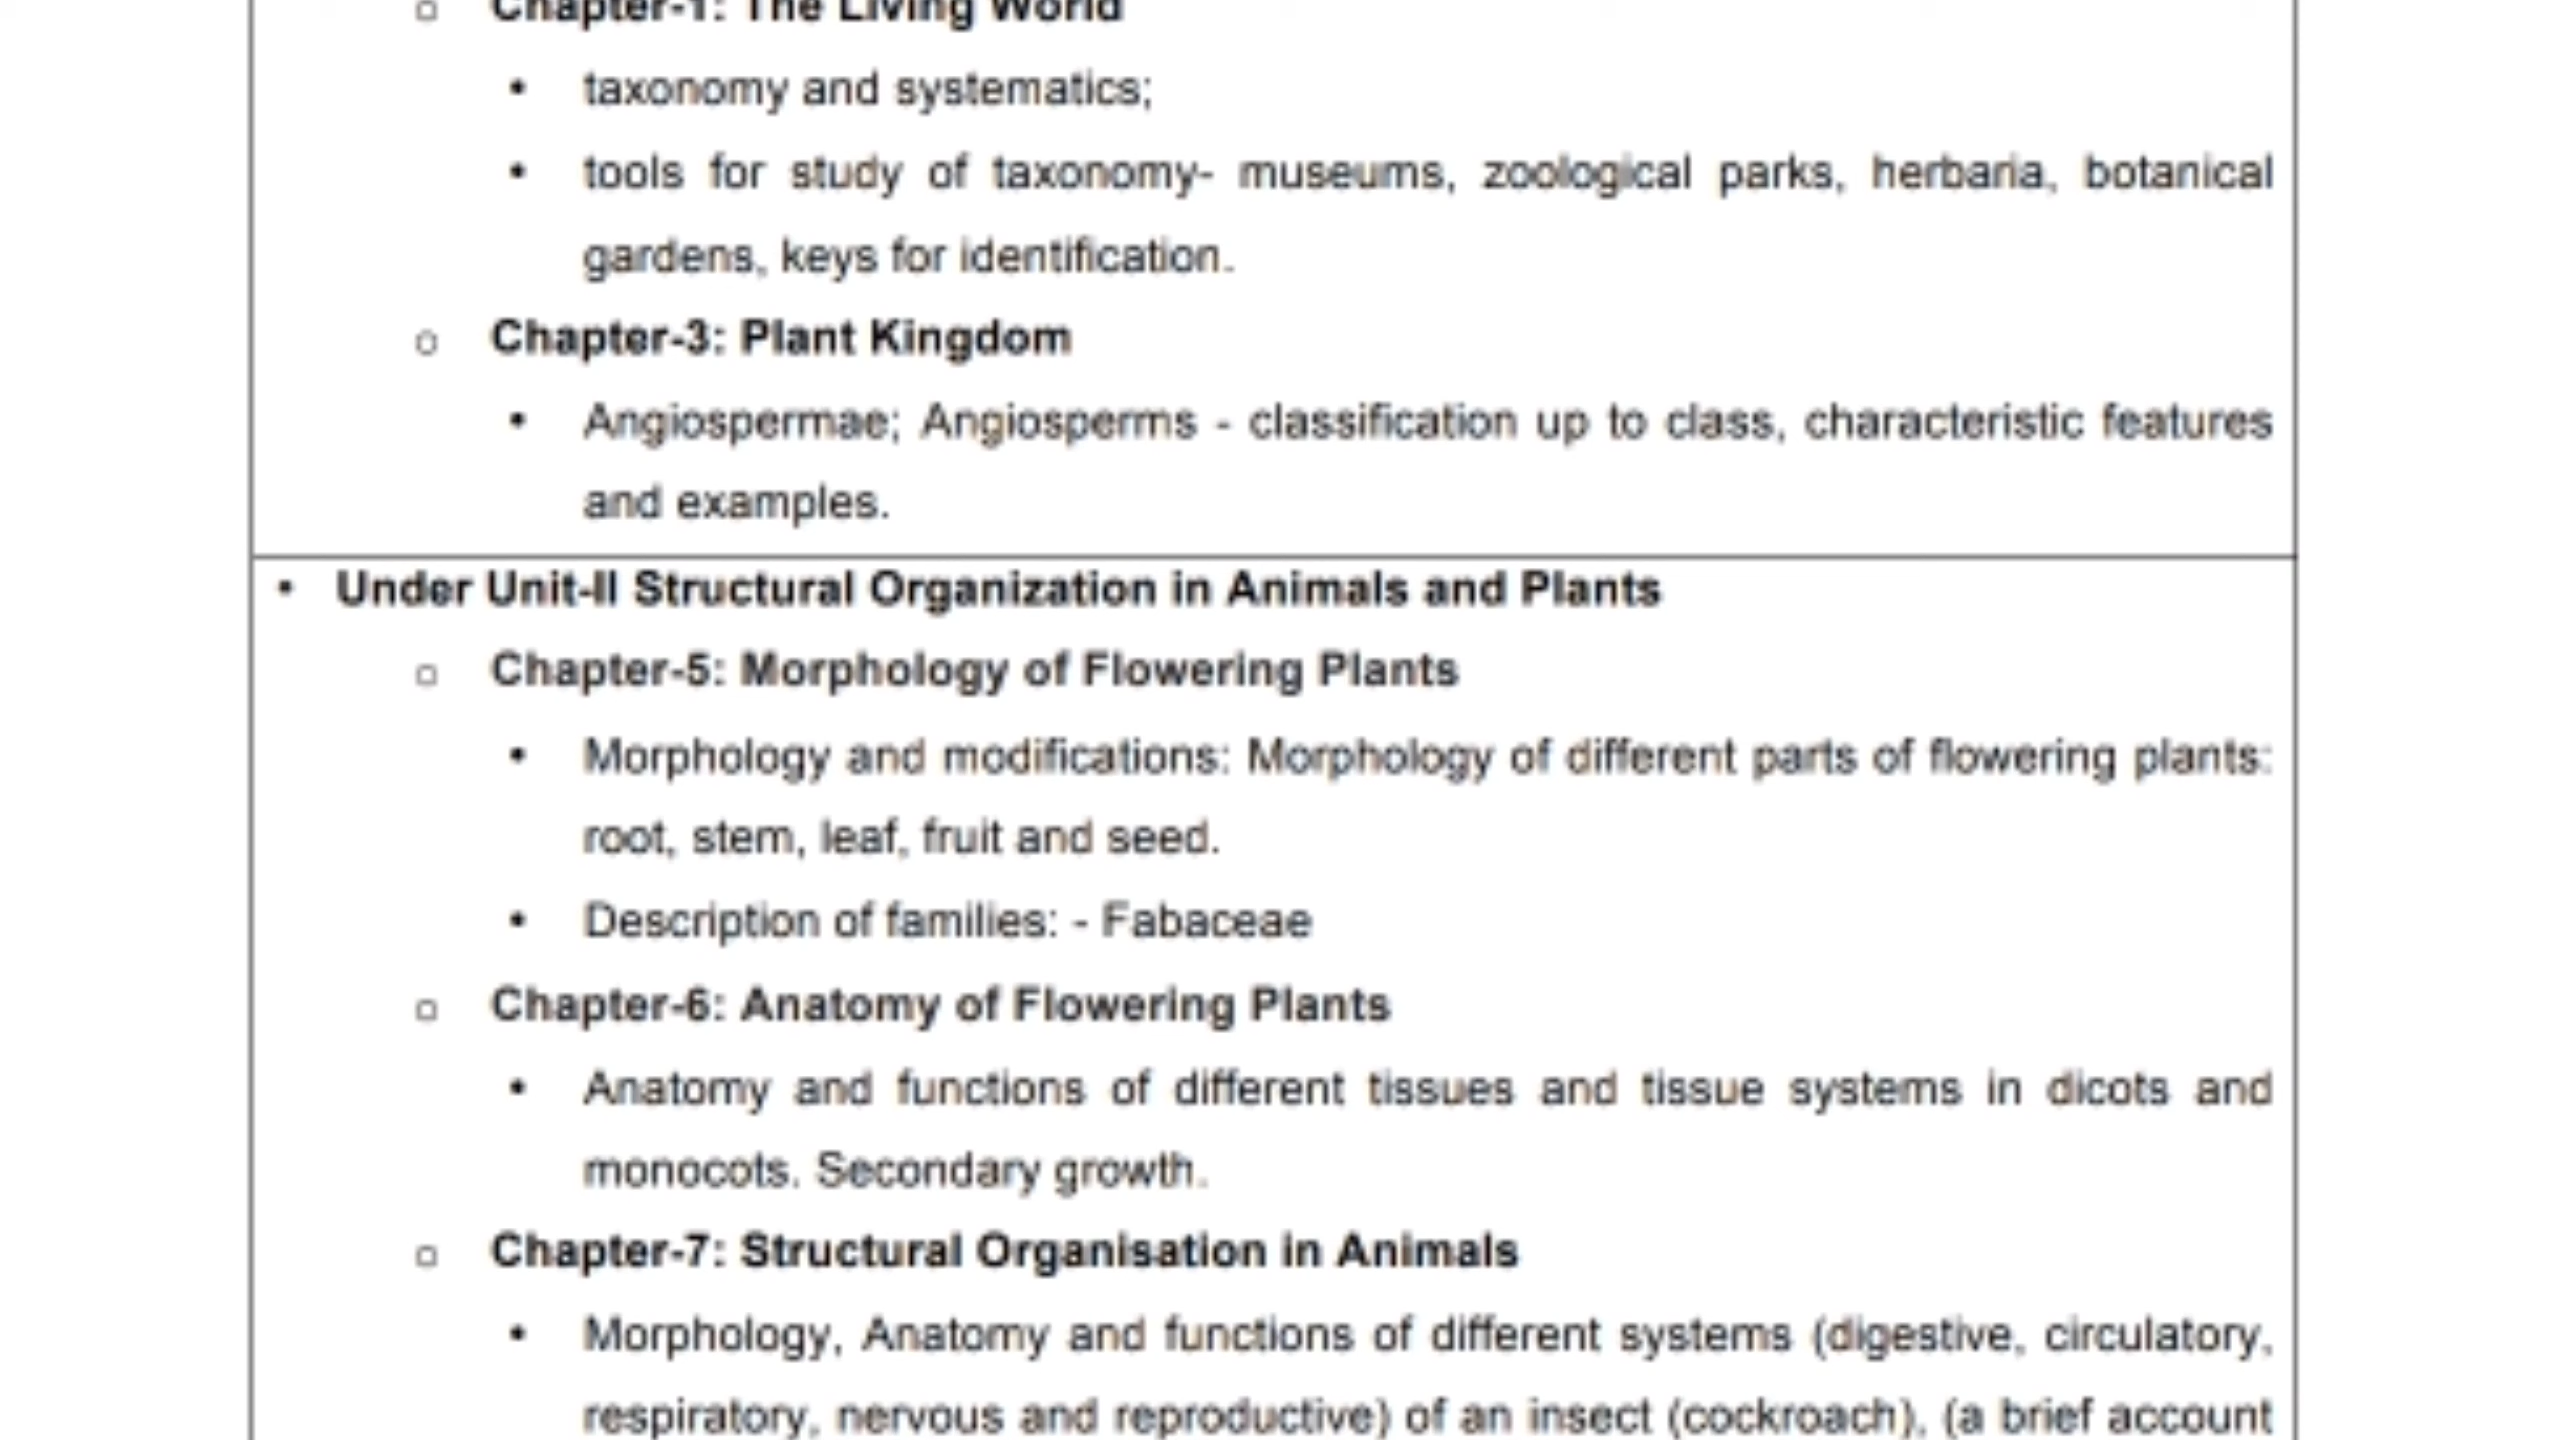 Chapter-1: The Living World
• taxonomy and systematics;
• tools for study of taxonomy- museums, zoological parks, herbaria, botanical
gardens, keys for identification.
o Chapter-3: Plant Kingdom
• Angiospermae; Angiosperms - classification up to class, characteristic features
and examples.
• Under Unit-II Structural Organization in Animals and Plants
o Chapter-5: Morphology of Flowering Plants
• Morphology and modifications: Morphology of different parts of flowering plants:
root, stem, leaf, fruit and seed.
• Description of families: - Fabaceae
o Chapter-6: Anatomy of Flowering Plants
• Anatomy and functions of different tissues and tissue systems in dicots and
monocots. Secondary growth.
o Chapter-7: Structural Organisation in Animals
• Morphology, Anatomy and functions of different systems (digestive, circulatory,
respiratory, nervous and reproductive) of an insect (cockroach), (a brief account